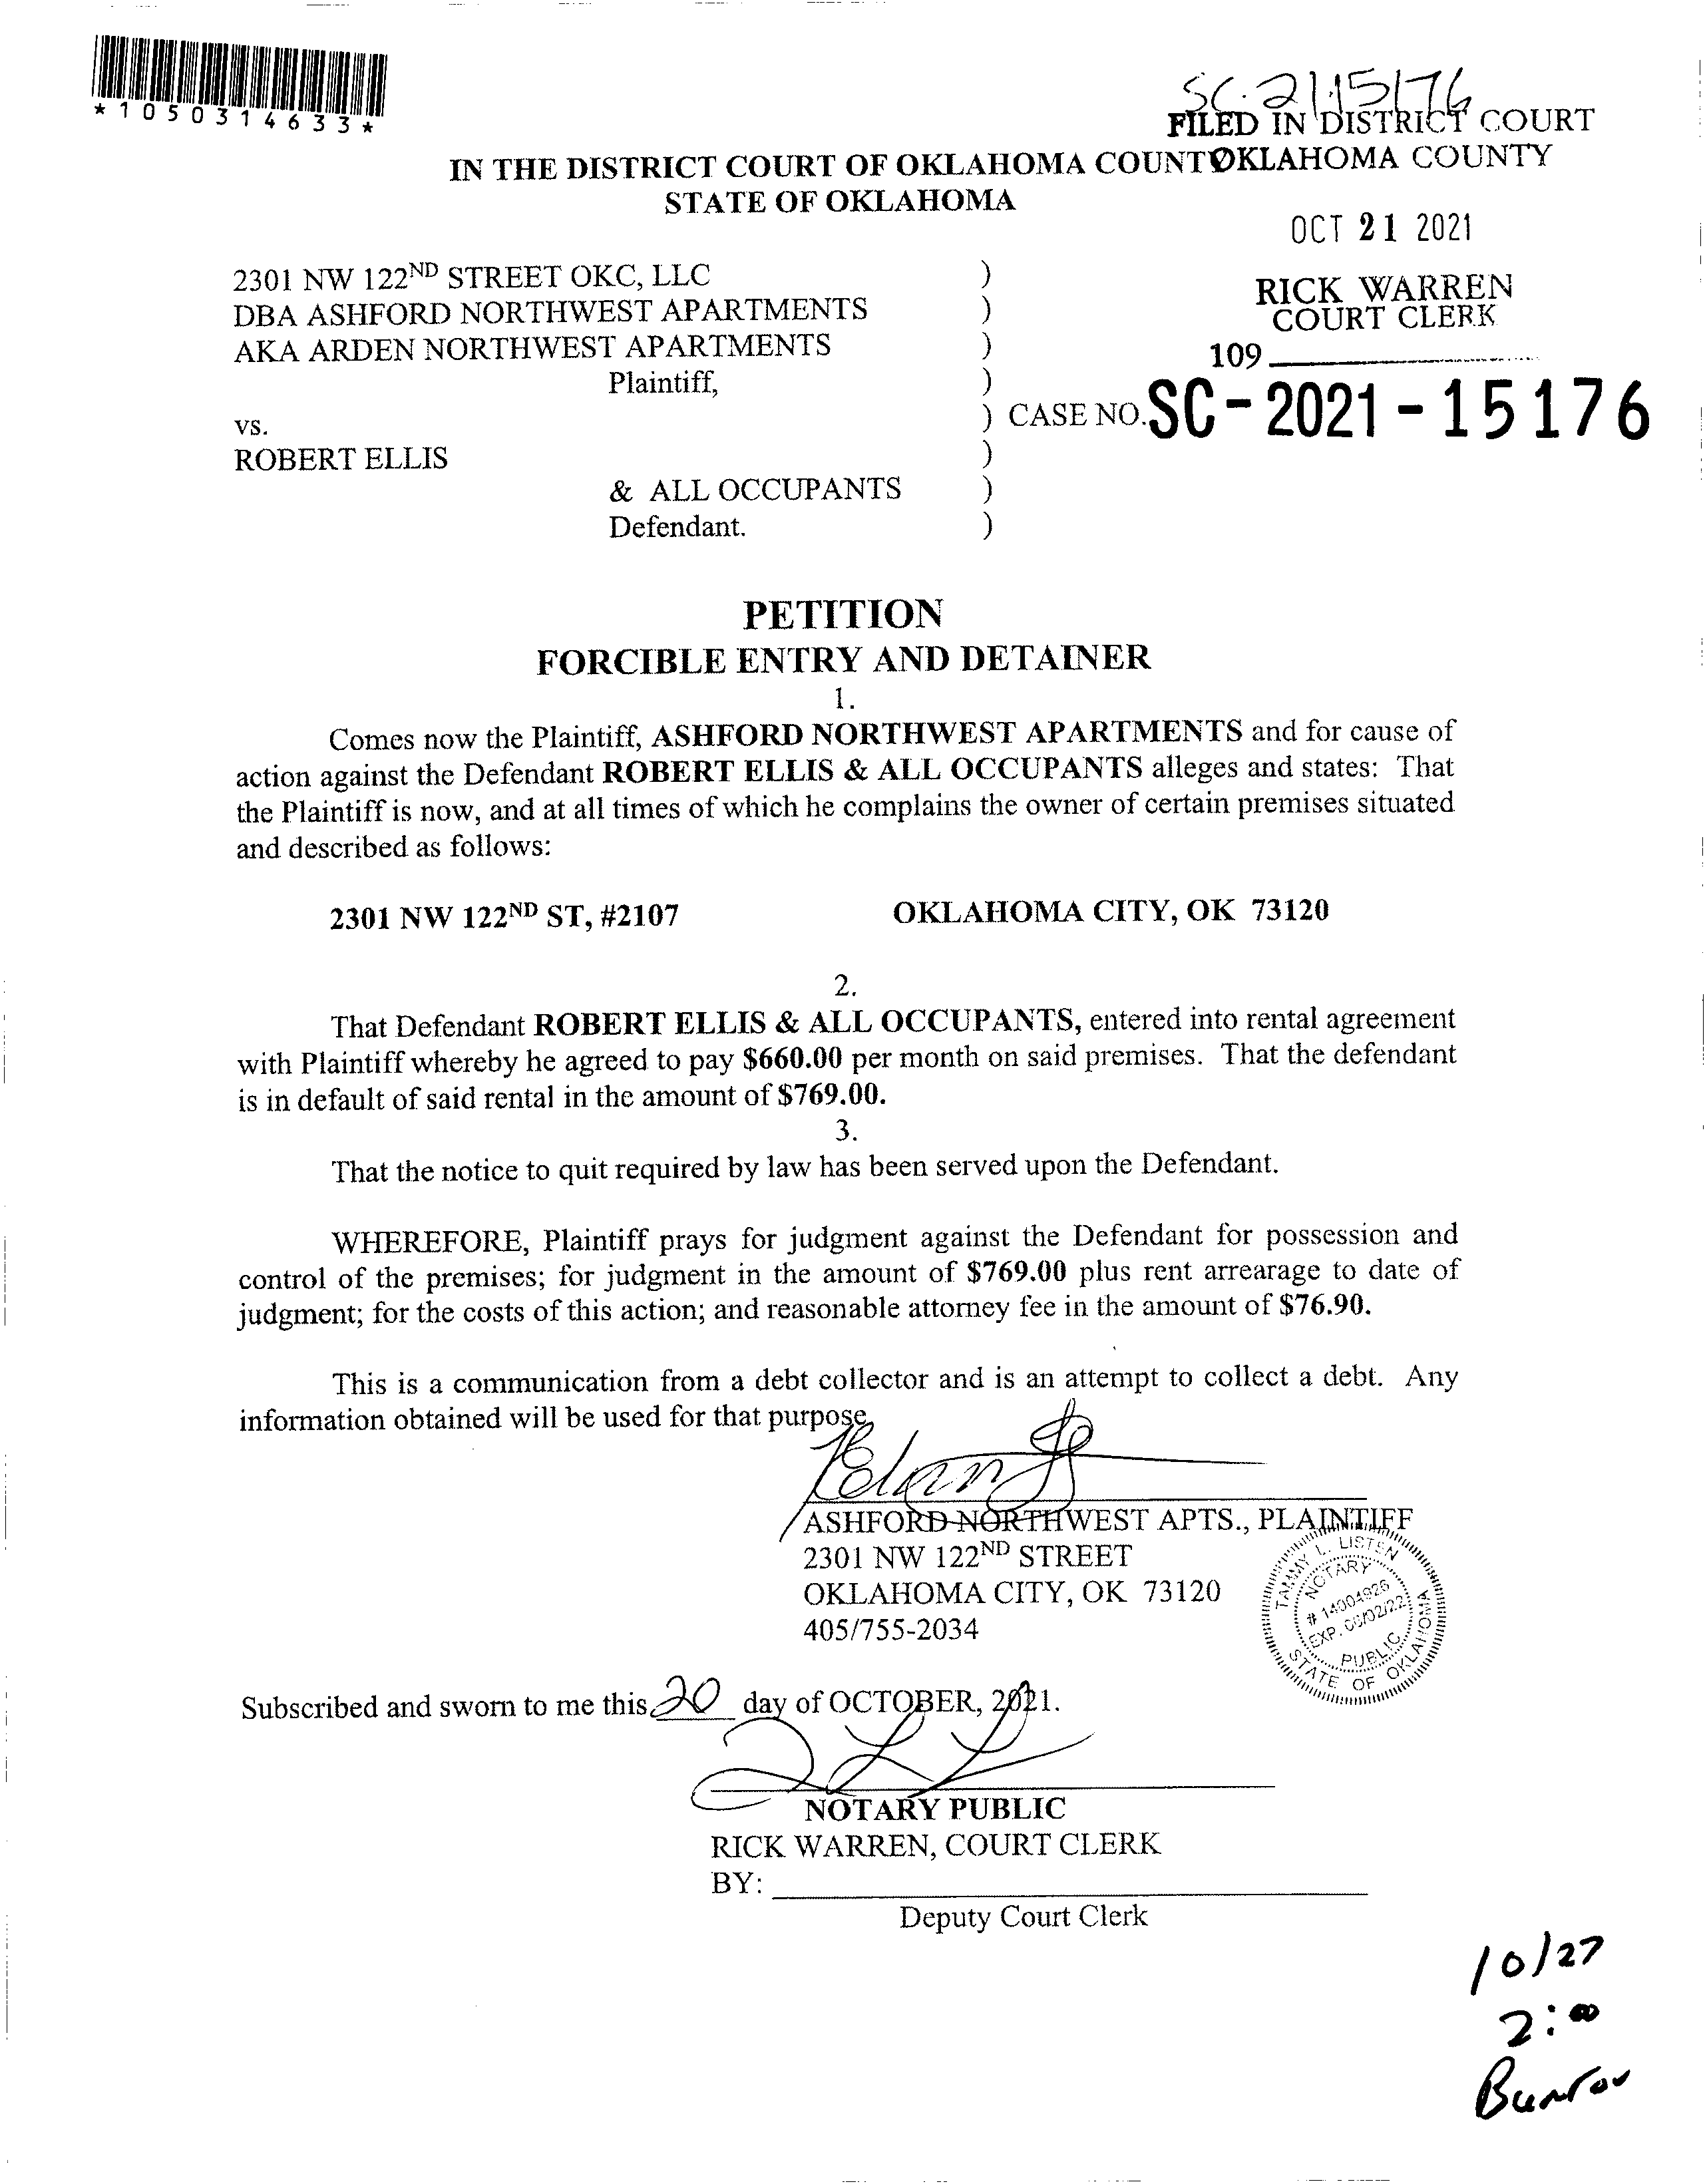 *1050314633*
SC-21-15176
FILED IN DISTRICT COURT
OKLAHOMA COUNTY
IN THE DISTRICT COURT OF OKLAHOMA COUNT
STATE OF OKLAHOMA
OCT 21 2021
RICK WARREN
COURT CLERK
109
2301 NW 122ND STREET OKC, LLC )
DBA ASHFORD NORTHWEST APARTMENTS )
AKA ARDEN NORTHWEST APARTMENTS )
Plaintiff, )
vs. ) CASE NO. SC-2021-15176
ROBERT ELLIS )
& ALL OCCUPANTS )
Defendant. )
PETITION
FORCIBLE ENTRY AND DETAINER
1.
Comes now the Plaintiff, ASHFORD NORTHWEST APARTMENTS and for cause of
action against the Defendant ROBERT ELLIS & ALL OCCUPANTS alleges and states: That
the Plaintiff is now, and at all times of which he complains the owner of certain premises situated
and described as follows:
2301 NW 122ND ST, #2107 OKLAHOMA CITY, OK 73120
2.
That Defendant ROBERT ELLIS & ALL OCCUPANTS, entered into rental agreement
with Plaintiff whereby he agreed to pay $660.00 per month on said premises. That the defendant
is in default of said rental in the amount of $769.00.
3.
That the notice to quit required by law has been served upon the Defendant.
WHEREFORE, Plaintiff prays for judgment against the Defendant for possession and
control of the premises; for judgment in the amount of $769.00 plus rent arrearage to date of
judgment; for the costs of this action; and reasonable attorney fee in the amount of $76.90.
This is a communication from a debt collector and is an attempt to collect a debt. Any
information obtained will be used for that purpose.
ASHFORD NORTHWEST APTS., PLAINTIFF
2301 NW 122ND STREET
OKLAHOMA CITY, OK 73120
405/755-2034
TAMMY L. LISTEN
NOTARY
# 14004926
PUBLIC
STATE OF OKLAHOMA
Subscribed and sworn to me this 20 day of OCTOBER, 2021.
NOTARY PUBLIC
RICK WARREN, COURT CLERK
BY:
Deputy Court Clerk
10/27
2:00